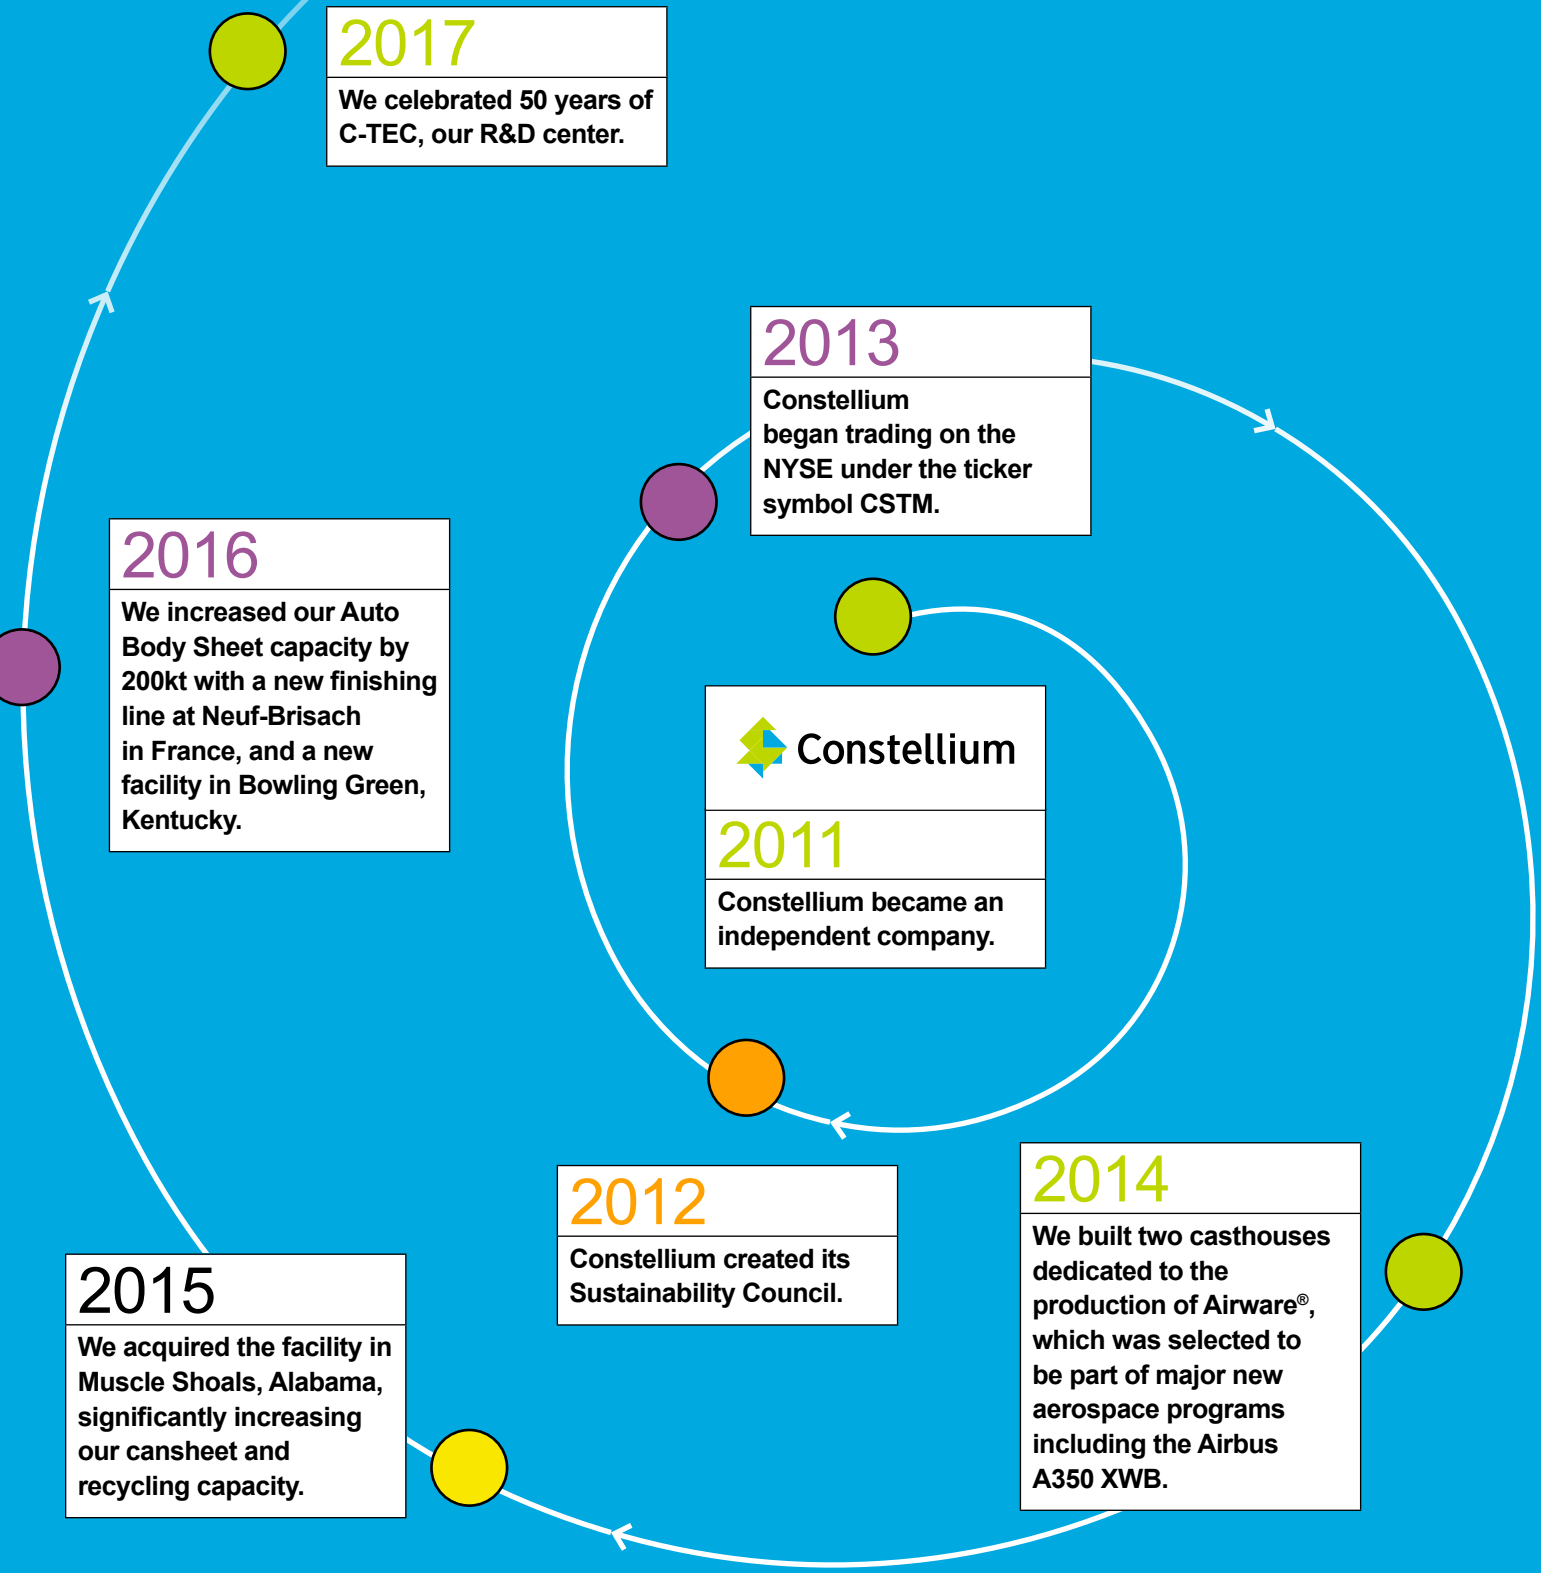 2017
We celebrated 50 years of
C-TEC, our R&D center.
2013
Constellium
began trading on the
NYSE under the ticker
symbol CSTM.
2016
We increased our Auto
Body Sheet capacity by
200kt with a new finishing
line at Neuf-Brisach
in France, and a new
facility in Bowling Green,
Kentucky.
Constellium
2011
Constellium became an
independent company.
2012
Constellium created its
Sustainability Council.
2014
We built two casthouses
dedicated to the
production of Airware®,
which was selected to
be part of major new
aerospace programs
including the Airbus
A350 XWB.
2015
We acquired the facility in
Muscle Shoals, Alabama,
significantly increasing
our cansheet and
recycling capacity.